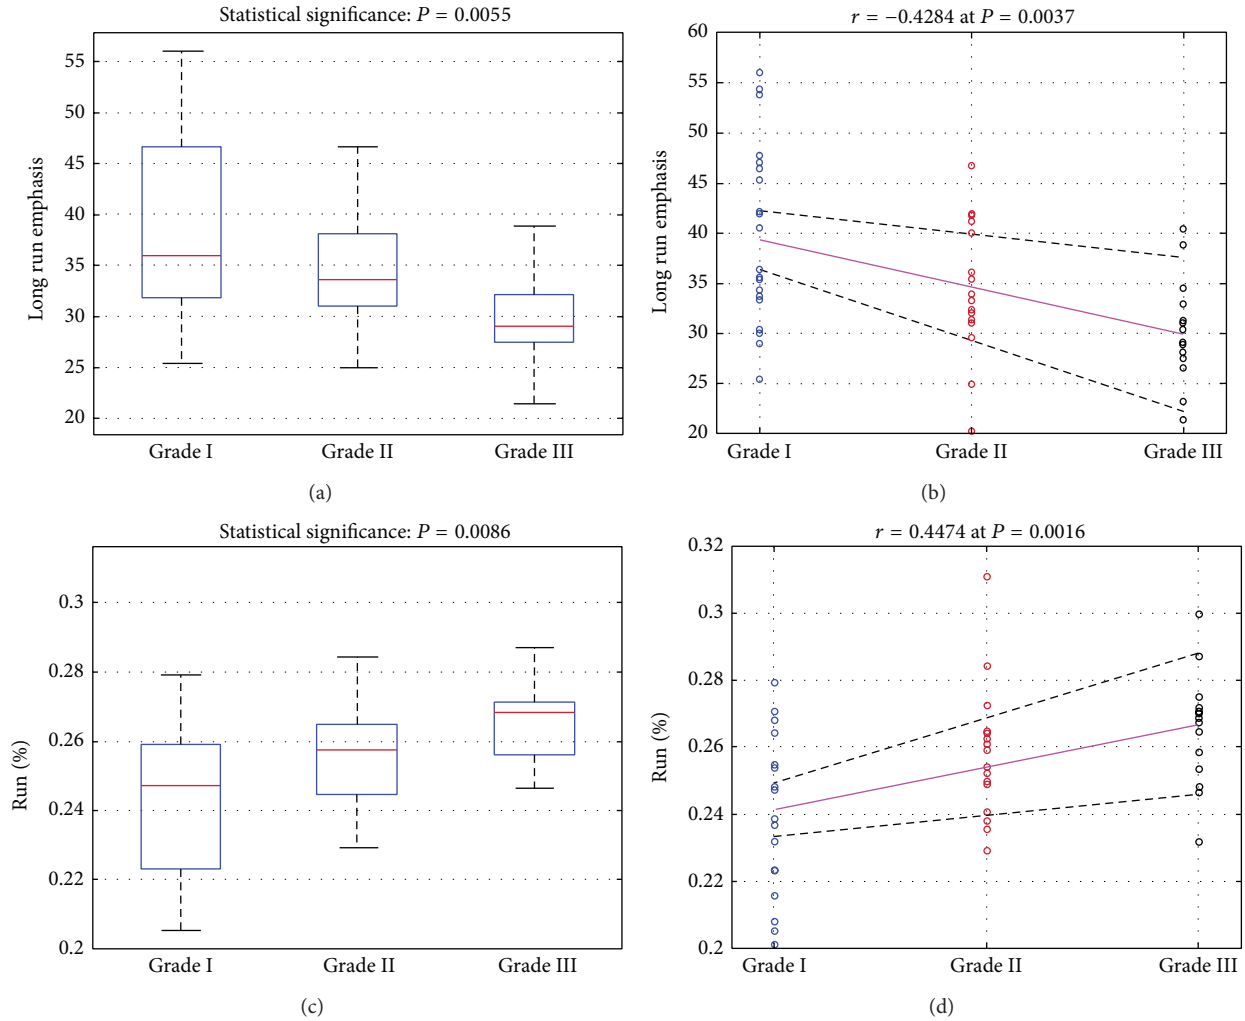 Statistical significance: P = 0.0055
55
50
45
40
35
30
25
20
Long run emphasis
Grade I
Grade II
Grade III
(a)
r = −0.4284 at P = 0.0037
60
55
50
45
40
35
30
25
20
Long run emphasis
Grade I
Grade II
Grade III
(b)
Statistical significance: P = 0.0086
0.3
0.28
0.26
0.24
0.22
0.2
Run (%)
Grade I
Grade II
Grade III
(c)
r = 0.4474 at P = 0.0016
0.32
0.3
0.28
0.26
0.24
0.22
0.2
Run (%)
Grade I
Grade II
Grade III
(d)